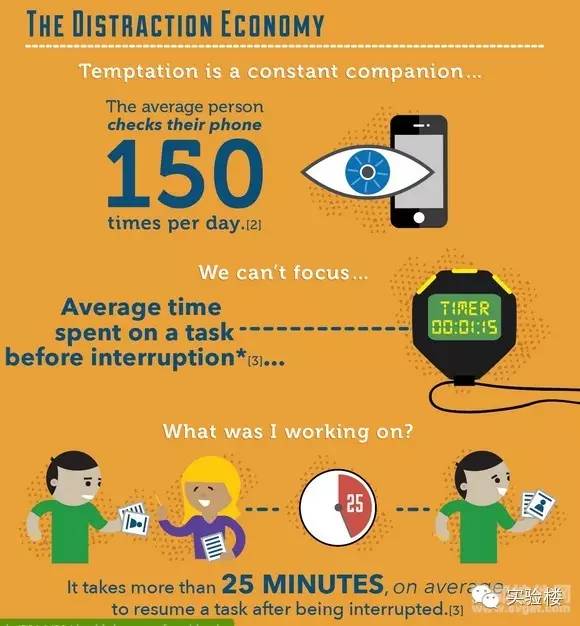 THE DISTRACTION ECONOMY
Temptation is a constant companion...
The average person
checks their phone
150
times per day.[2]
We can't focus...
Average time
spent on a task
before interruption*[3]...
TIMER
00:01:15
What was I working on?
25
It takes more than 25 MINUTES, on average,
to resume a task after being interrupted.[3]
实验楼